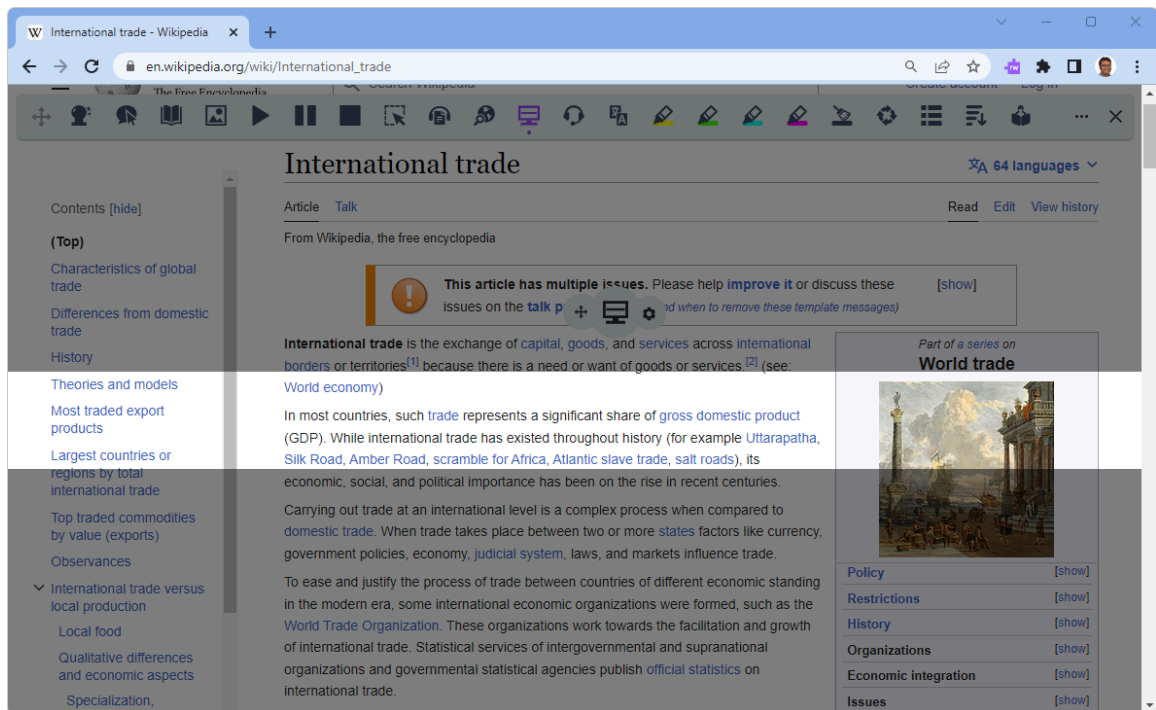 International trade - Wikipedia
en.wikipedia.org/wiki/International_trade
The Free Encyclopedia
Search Wikipedia
Create account Log in
International trade
64 languages
Article Talk
Read Edit View history
From Wikipedia, the free encyclopedia
Contents [hide]
(Top)
Characteristics of global
trade
Differences from domestic
trade
History
Theories and models
Most traded export
products
Largest countries or
regions by total
international trade
Top traded commodities
by value (exports)
Observances
International trade versus
local production
Local food
Qualitative differences
and economic aspects
Specialization,
This article has multiple issues. Please help improve it or discuss these
issues on the talk p
nd when to remove these template messages)
[show]
International trade is the exchange of capital, goods, and services across international
borders or territories[1] because there is a need or want of goods or services.[2] (see:
World economy)
In most countries, such trade represents a significant share of gross domestic product
(GDP). While international trade has existed throughout history (for example Uttarapatha,
Silk Road, Amber Road, scramble for Africa, Atlantic slave trade, salt roads), its
economic, social, and political importance has been on the rise in recent centuries.
Carrying out trade at an international level is a complex process when compared to
domestic trade. When trade takes place between two or more states factors like currency,
government policies, economy, judicial system, laws, and markets influence trade.
To ease and justify the process of trade between countries of different economic standing
in the modern era, some international economic organizations were formed, such as the
World Trade Organization. These organizations work towards the facilitation and growth
of international trade. Statistical services of intergovernmental and supranational
organizations and governmental statistical agencies publish official statistics on
international trade.
Part of a series on
World trade
Policy [show]
Restrictions [show]
History [show]
Organizations [show]
Economic integration [show]
Issues [show]